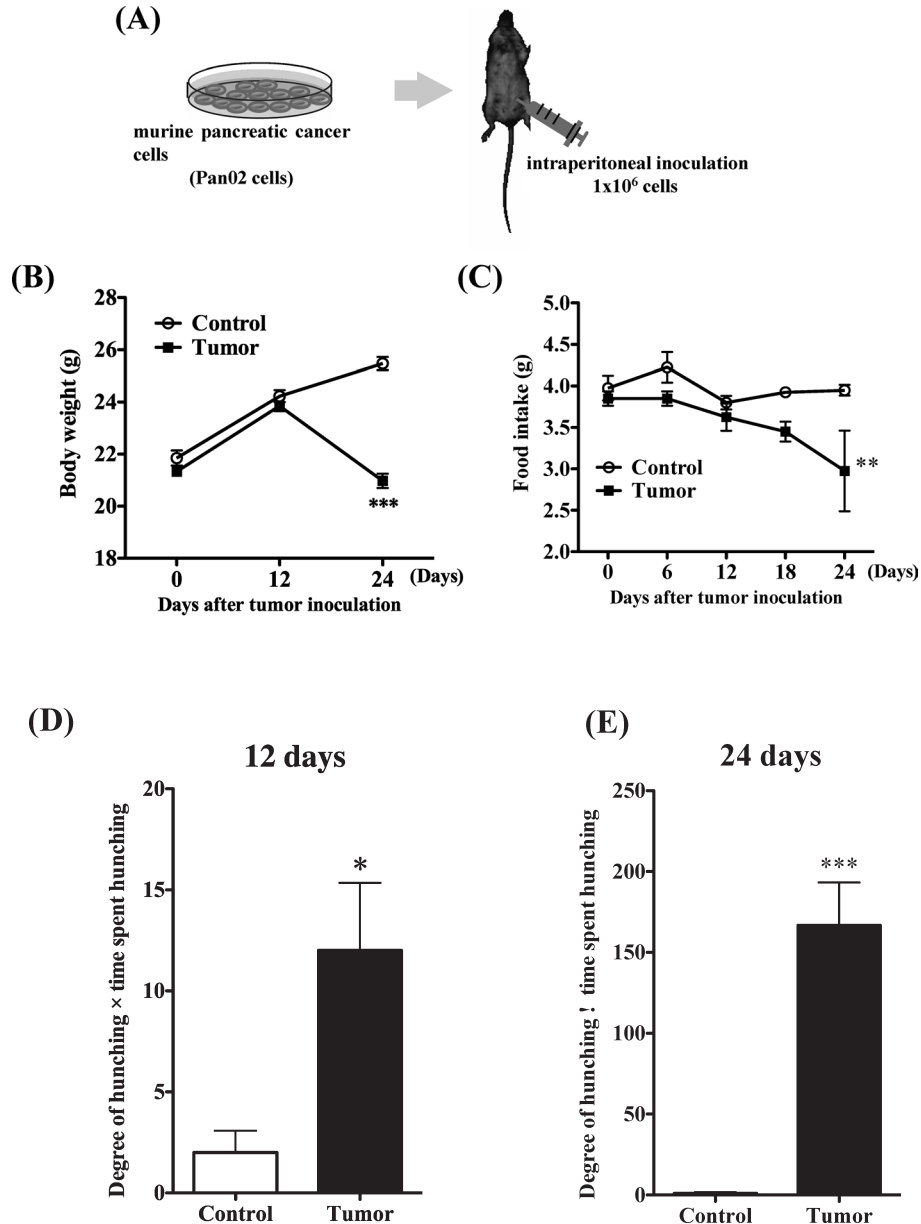 (A)
murine pancreatic cancer
cells
(Pan02 cells)
intraperitoneal inoculation
1x10⁶ cells
(B)
Body weight (g)
28
26
24
22
20
18
Control
Tumor
***
0 12 24 (Days)
Days after tumor inoculation
(C)
Food intake (g)
5.0
4.5
4.0
3.5
3.0
2.5
2.0
Control
Tumor
**
0 6 12 18 24 (Days)
Days after tumor inoculation
(D)
12 days
Degree of hunching × time spent hunching
20
15
10
5
0
*
Control Tumor
(E)
24 days
Degree of hunching ! time spent hunching
250
200
150
100
50
0
***
Control Tumor